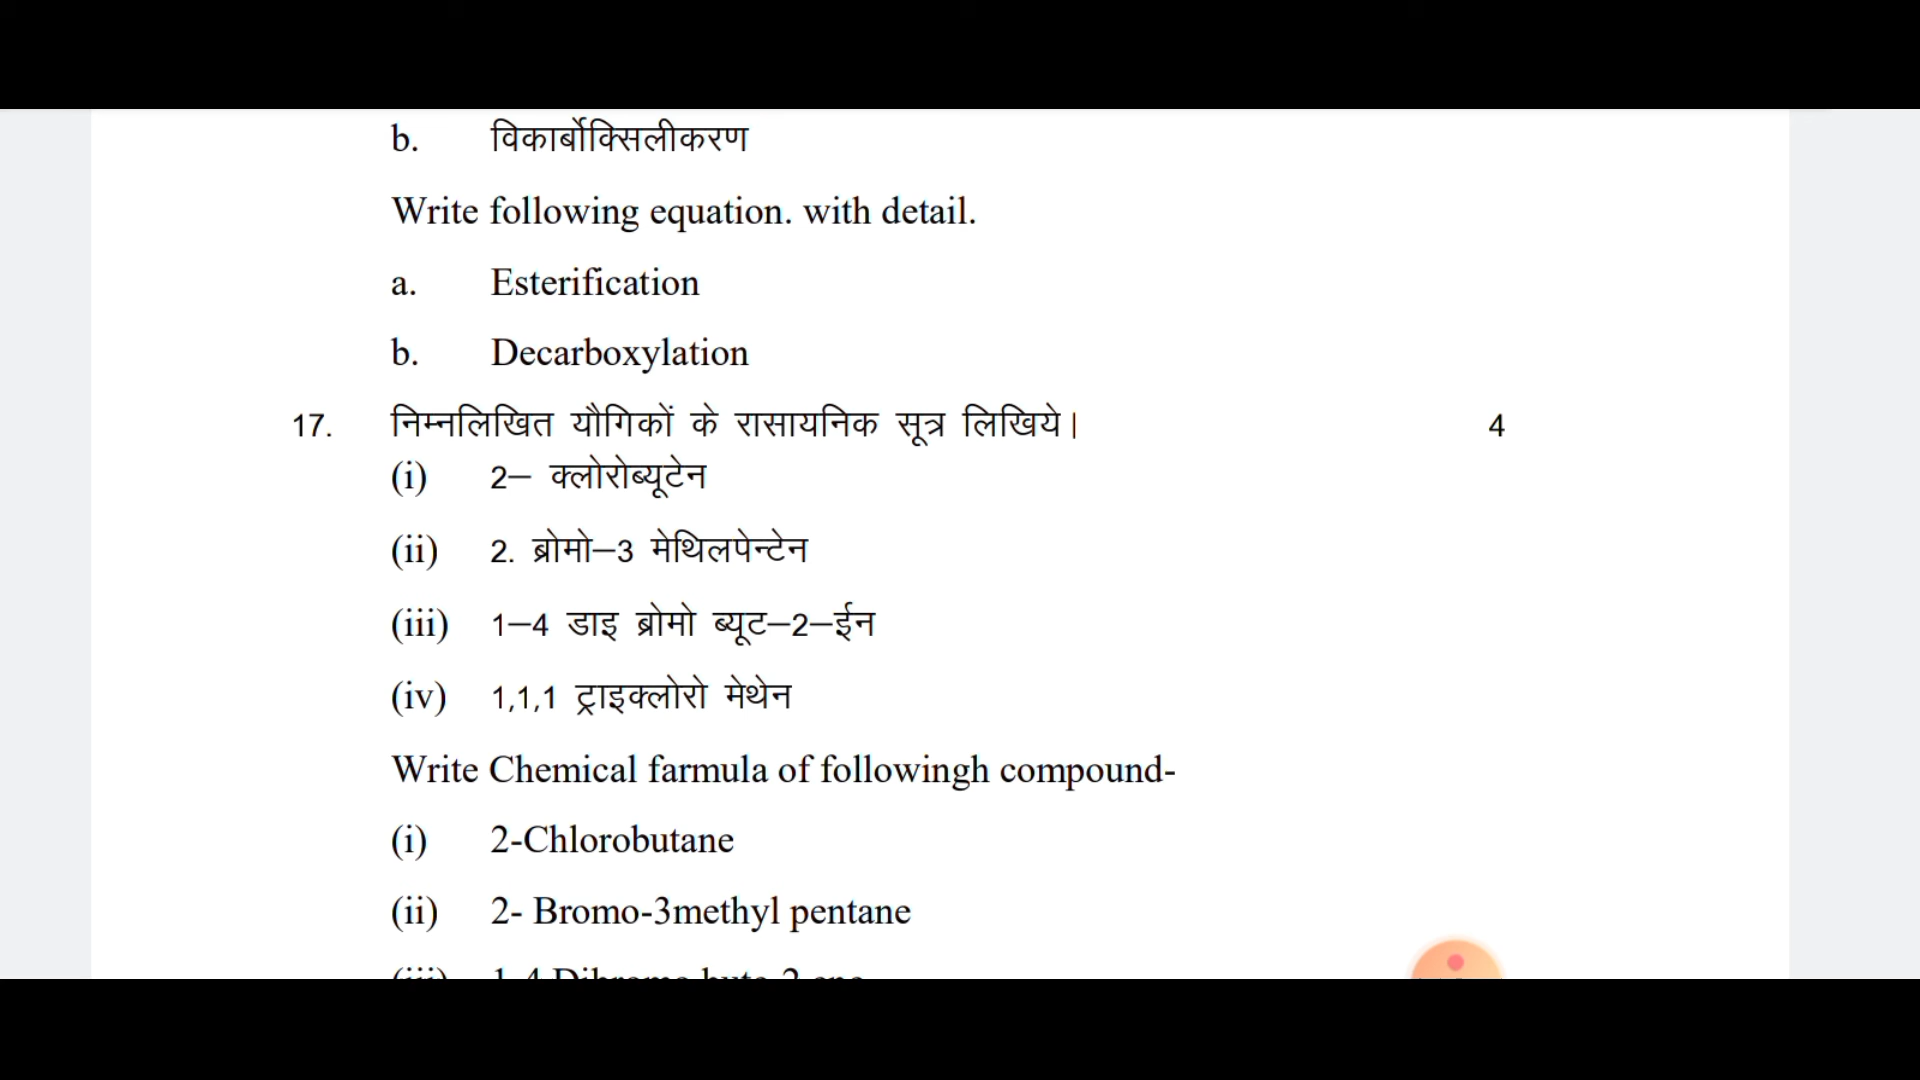 b. विकार्बोक्सिलीकरण
Write following equation. with detail.
a. Esterification
b. Decarboxylation
17. निम्नलिखित यौगिकों के रासायनिक सूत्र लिखिये। 4
(i) 2– क्लोरोब्यूटेन
(ii) 2. ब्रोमो–3 मेथिलपेन्टेन
(iii) 1–4 डाइ ब्रोमो ब्यूट–2–ईन
(iv) 1,1,1 ट्राइक्लोरो मेथेन
Write Chemical farmula of followingh compound-
(i) 2-Chlorobutane
(ii) 2- Bromo-3methyl pentane